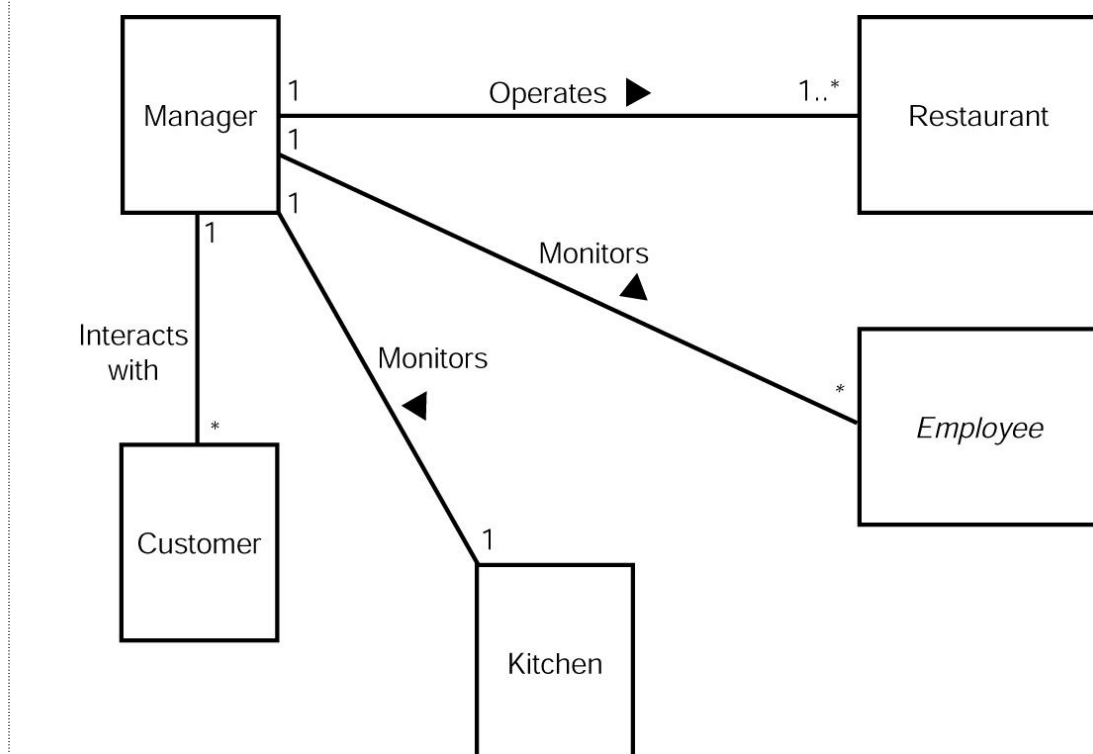 Manager
1
Operates
1..*
Restaurant
1
1
1
Monitors
Interacts
with
Monitors
*
*
Employee
Customer
1
Kitchen